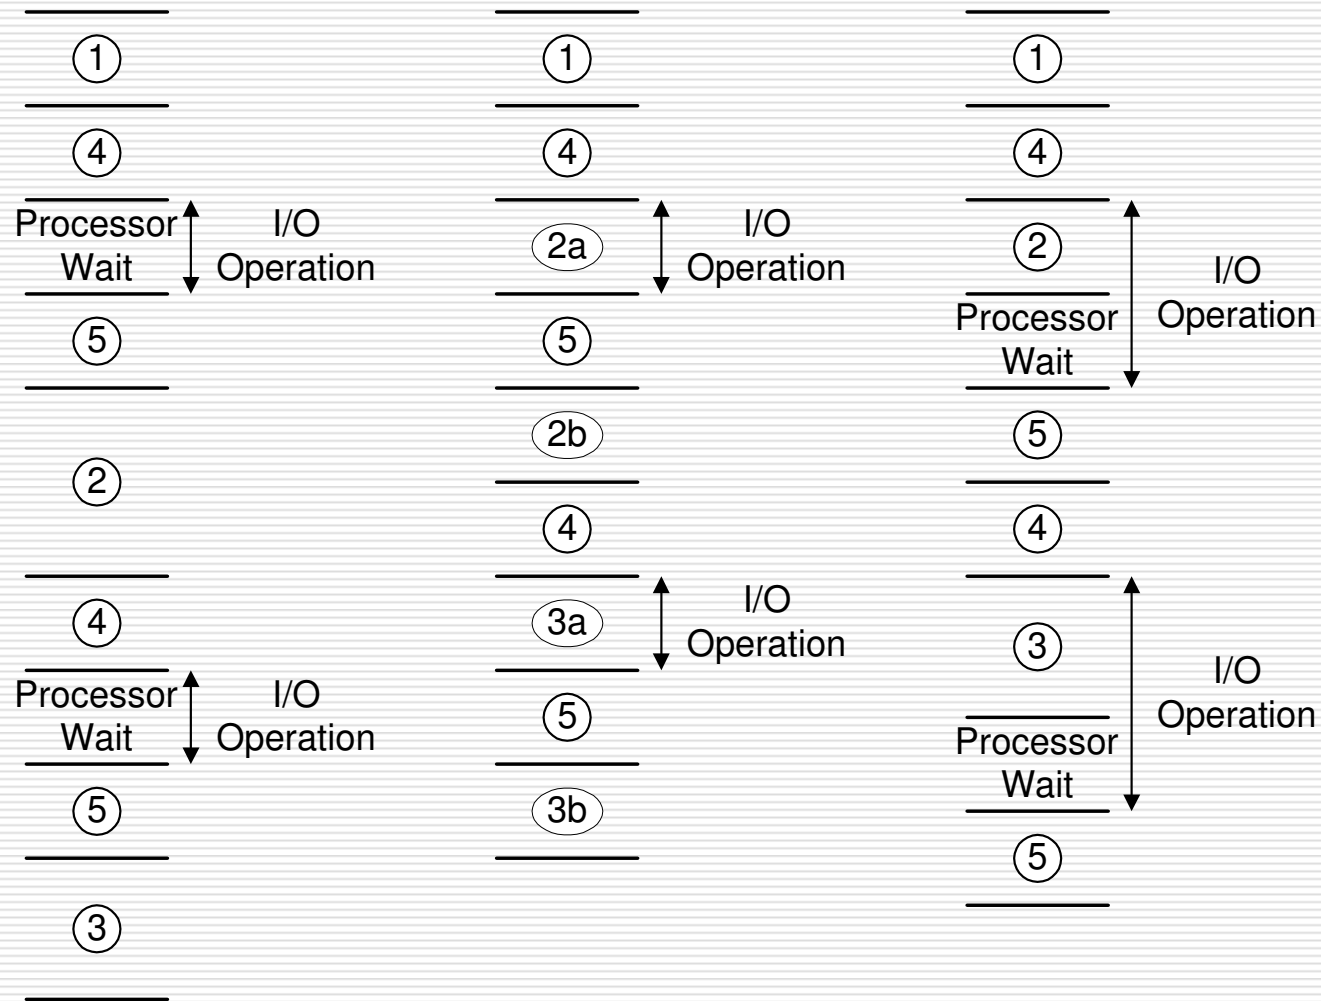 1
4
Processor
Wait
I/O
Operation
5
2
4
Processor
Wait
I/O
Operation
5
3
1
4
2a
I/O
Operation
5
2b
4
3a
I/O
Operation
5
3b
1
4
2
Processor
Wait
I/O
Operation
5
4
3
Processor
Wait
I/O
Operation
5